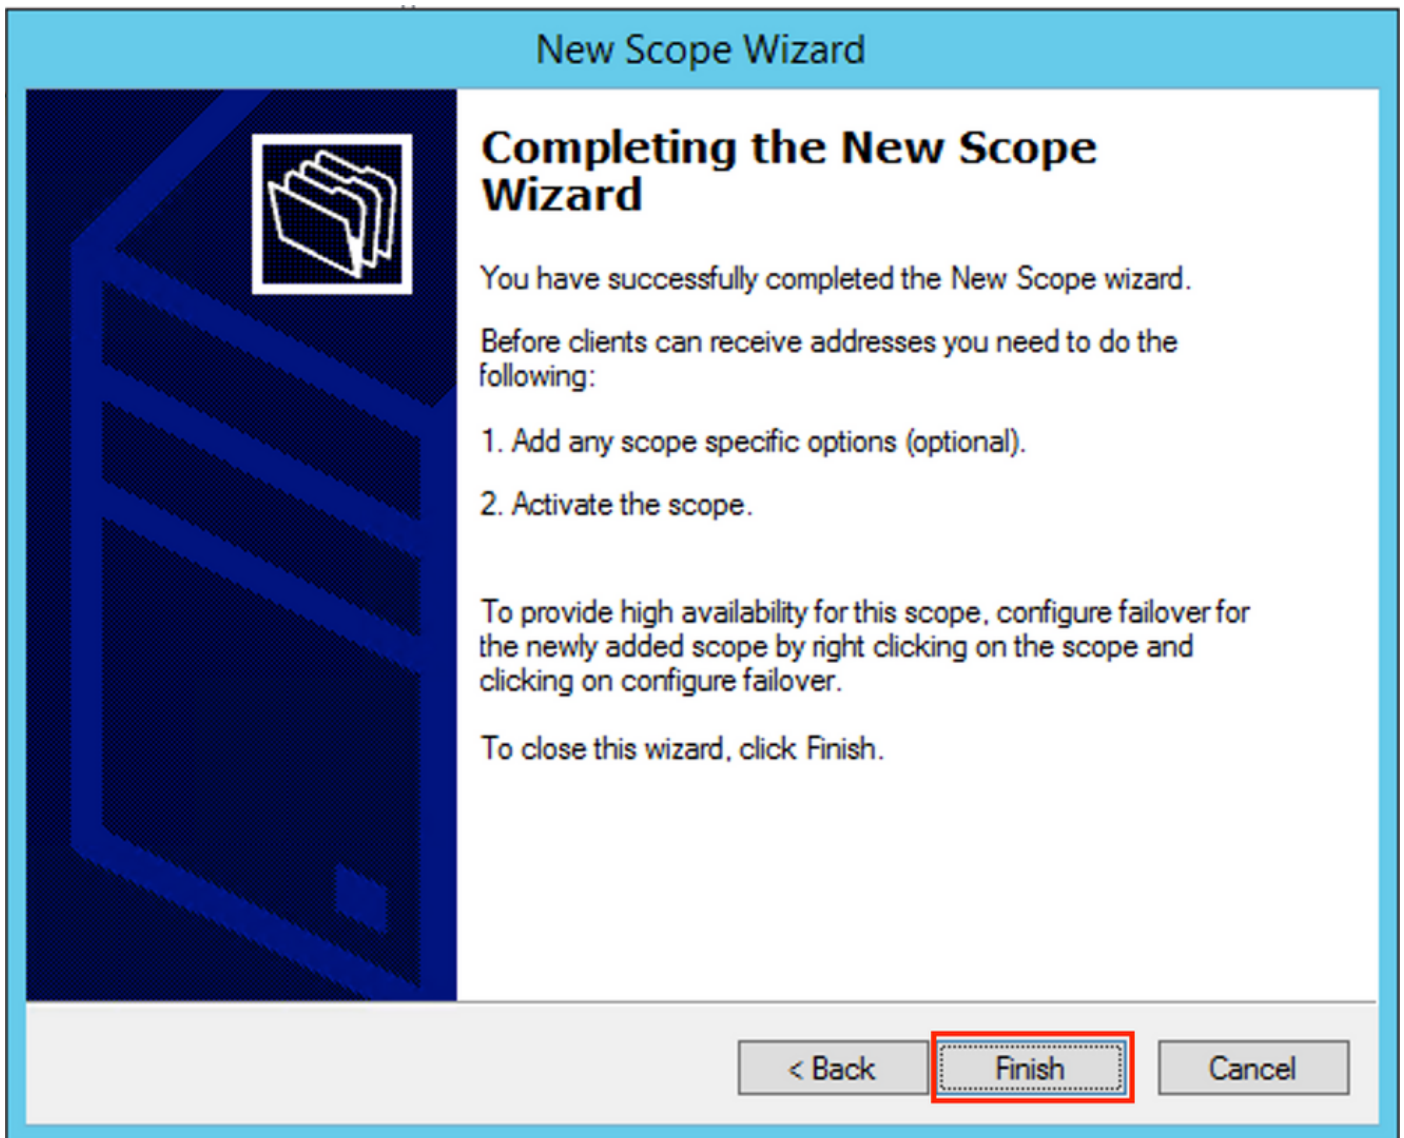 New Scope Wizard
Completing the New Scope
Wizard
You have successfully completed the New Scope wizard.
Before clients can receive addresses you need to do the
following:
1. Add any scope specific options (optional).
2. Activate the scope.
To provide high availability for this scope, configure failover for
the newly added scope by right clicking on the scope and
clicking on configure failover.
To close this wizard, click Finish.
< Back
Finish
Cancel